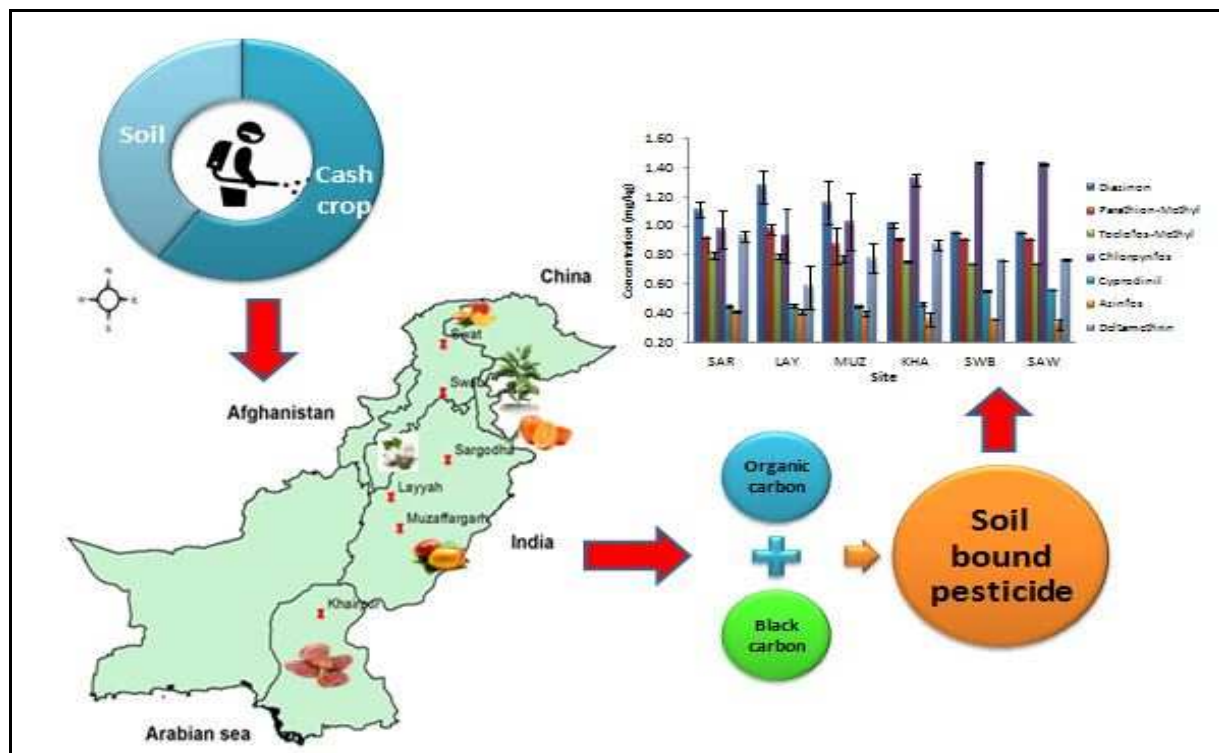 Soil
Cash
crop
N
S
China
Swat
Swabi
Afghanistan
Sargodha
Layyah
Muzaffargarh
India
Khairpur
Arabian sea
1.60
1.40
1.20
1.00
0.80
0.60
0.40
0.20
Concentration (mg/kg)
SAR LAY MUZ KHA SWB SAW
Site
Diazinon
Parathion-Methyl
Toclofos-Methyl
Chlorpyrifos
Cyprodinil
Azinfos
Deltamethrin
Organic
carbon
Black
carbon
Soil
bound
pesticide